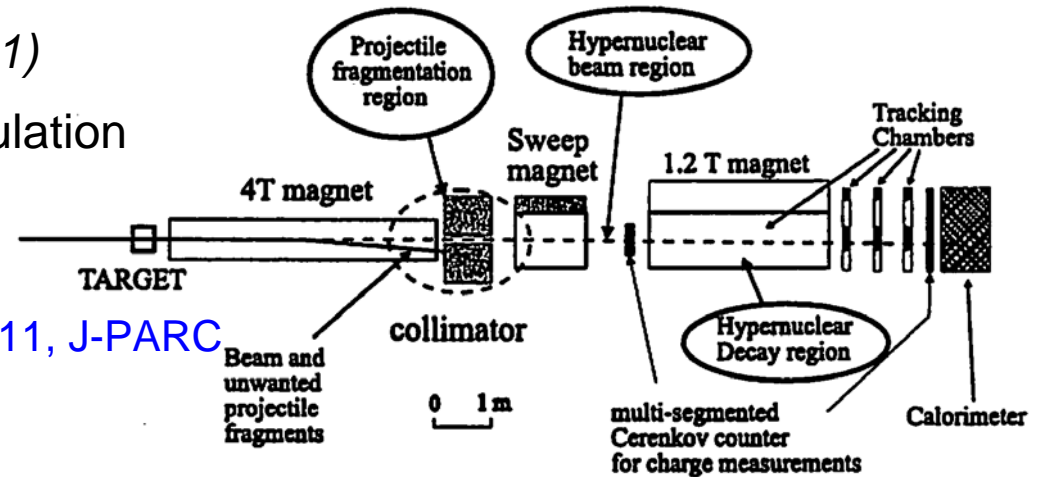 1)
ulation
11, J-PARC
Projectile
fragmentation
region
Hypernuclear
beam region
Tracking
Chambers
Sweep
magnet
1.2 T magnet
4T magnet
TARGET
collimator
Beam and
unwanted
projectile
fragments
0 1 m
Hypernuclear
Decay region
multi-segmented
Cerenkov counter
for charge measurements
Calorimeter